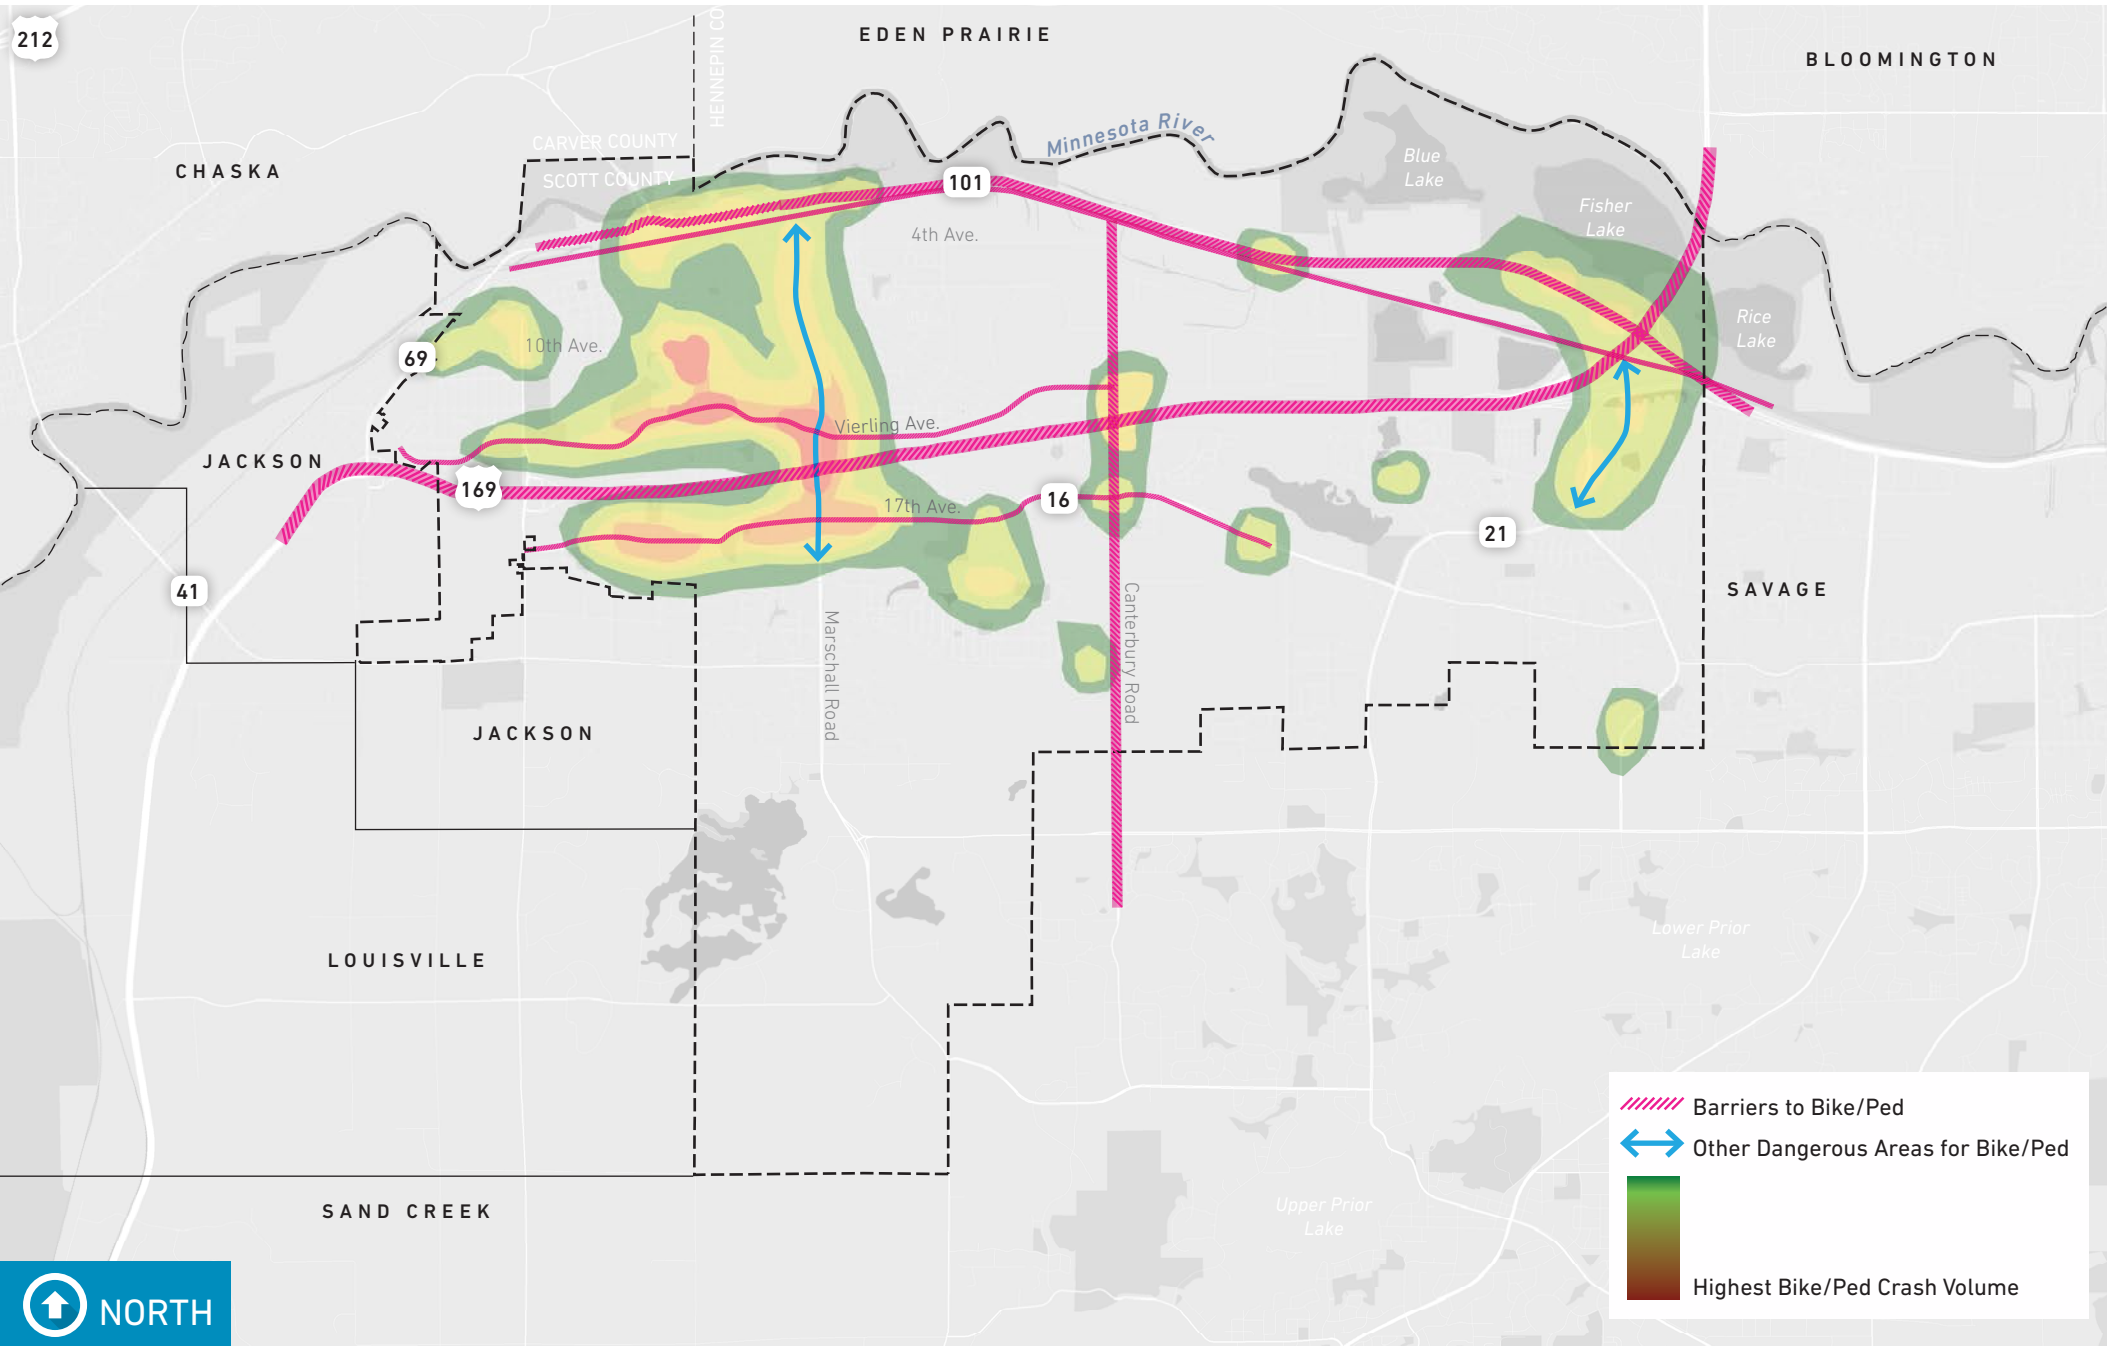 212
EDEN PRAIRIE
BLOOMINGTON
HENNEPIN CO
CARVER COUNTY
SCOTT COUNTY
CHASKA
Minnesota River
Blue
Lake
101
Fisher
Lake
4th Ave.
Rice
Lake
10th Ave.
69
Vierling Ave.
JACKSON
169
16
17th Ave.
21
41
SAVAGE
Marschall Road
Canterbury Road
JACKSON
LOUISVILLE
Lower Prior
Lake
SAND CREEK
Upper Prior
Lake
Barriers to Bike/Ped
Other Dangerous Areas for Bike/Ped
Highest Bike/Ped Crash Volume
NORTH